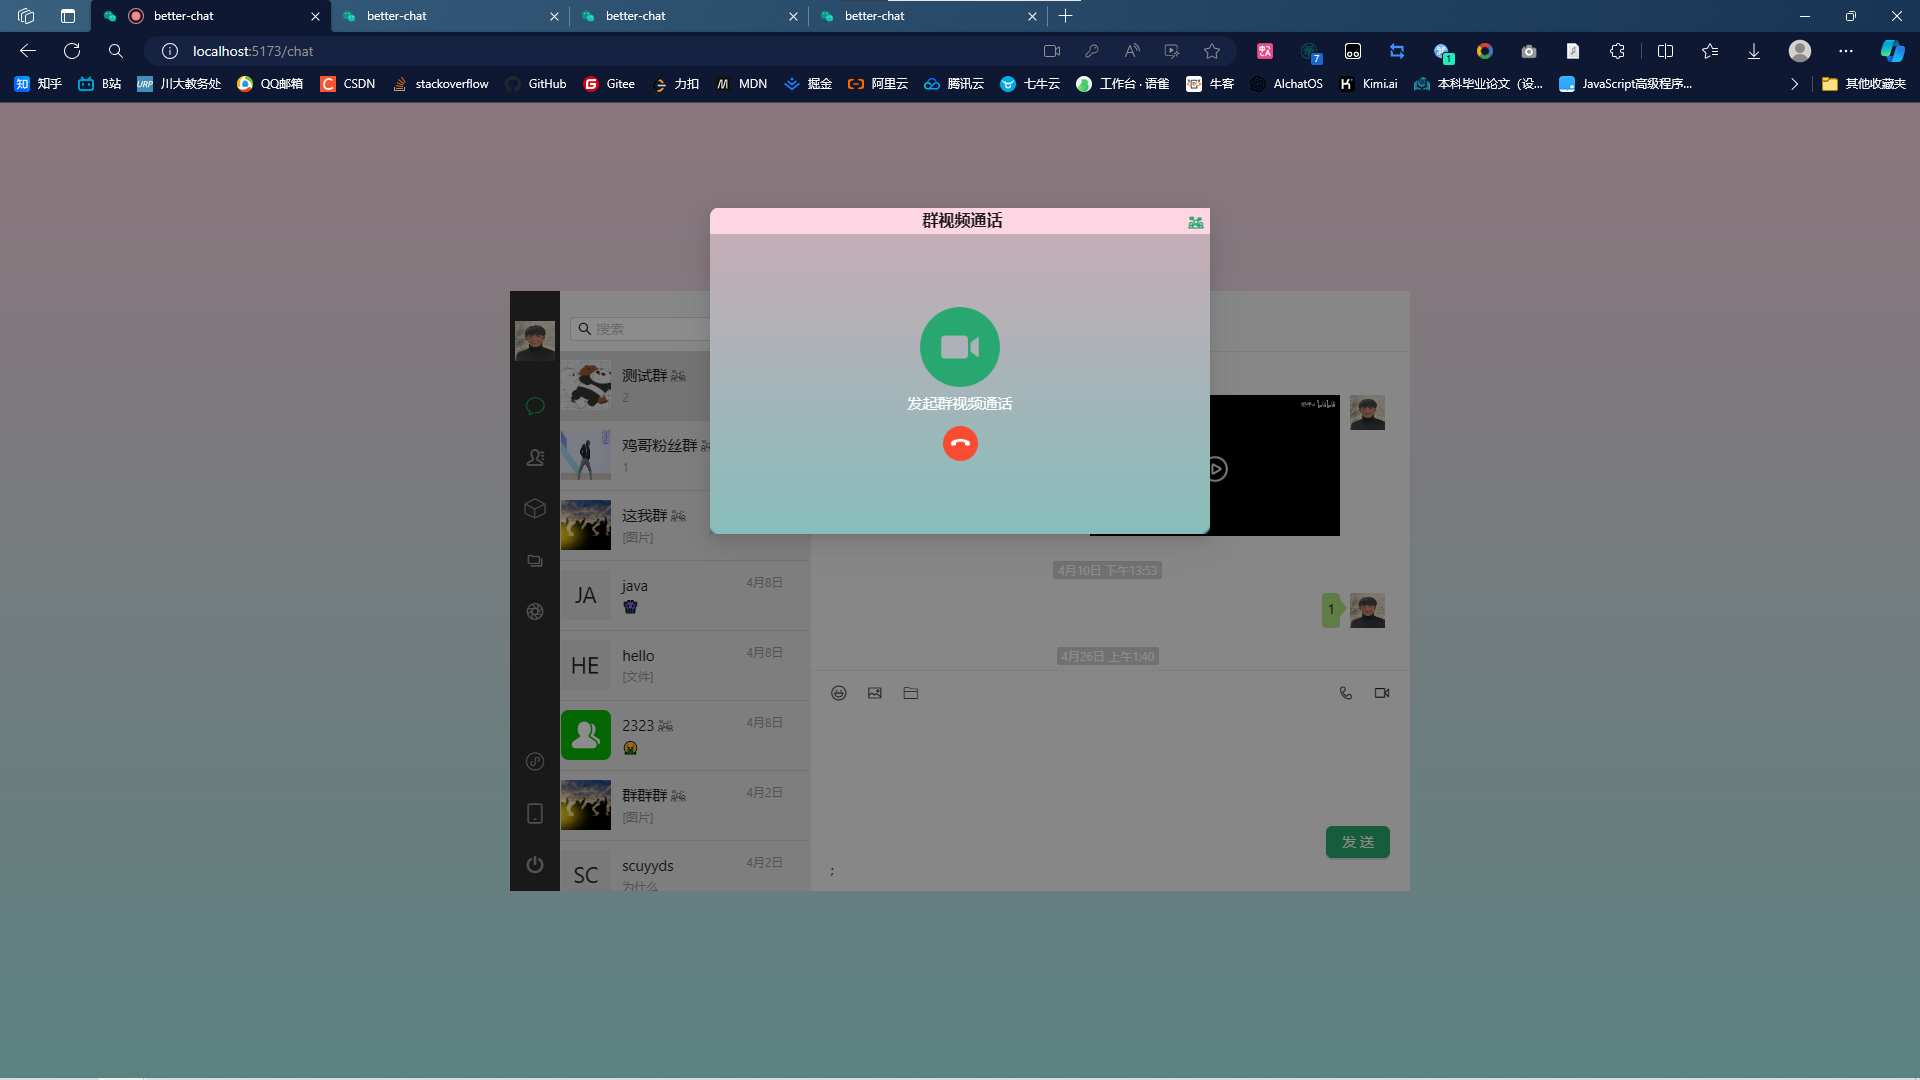 better-chat
better-chat
better-chat
better-chat
localhost:5173/chat
7
1
知乎
B站
URP
川大教务处
QQ邮箱
CSDN
stackoverflow
GitHub
Gitee
力扣
MDN
掘金
阿里云
腾讯云
七牛云
工作台 · 语雀
牛客
AIchatOS
Kimi.ai
本科毕业论文（设...
JavaScript高级程序...
其他收藏夹
群视频通话
发起群视频通话
搜索
测试群
2
鸡哥粉丝群
1
这我群
[图片]
JA
java
4月8日
HE
hello
4月8日
[文件]
2323
4月8日
群群群
4月2日
[图片]
SC
scuyyds
4月2日
为什么
bilibili
4月10日 下午13:53
1
4月26日 上午1:40
;
发 送